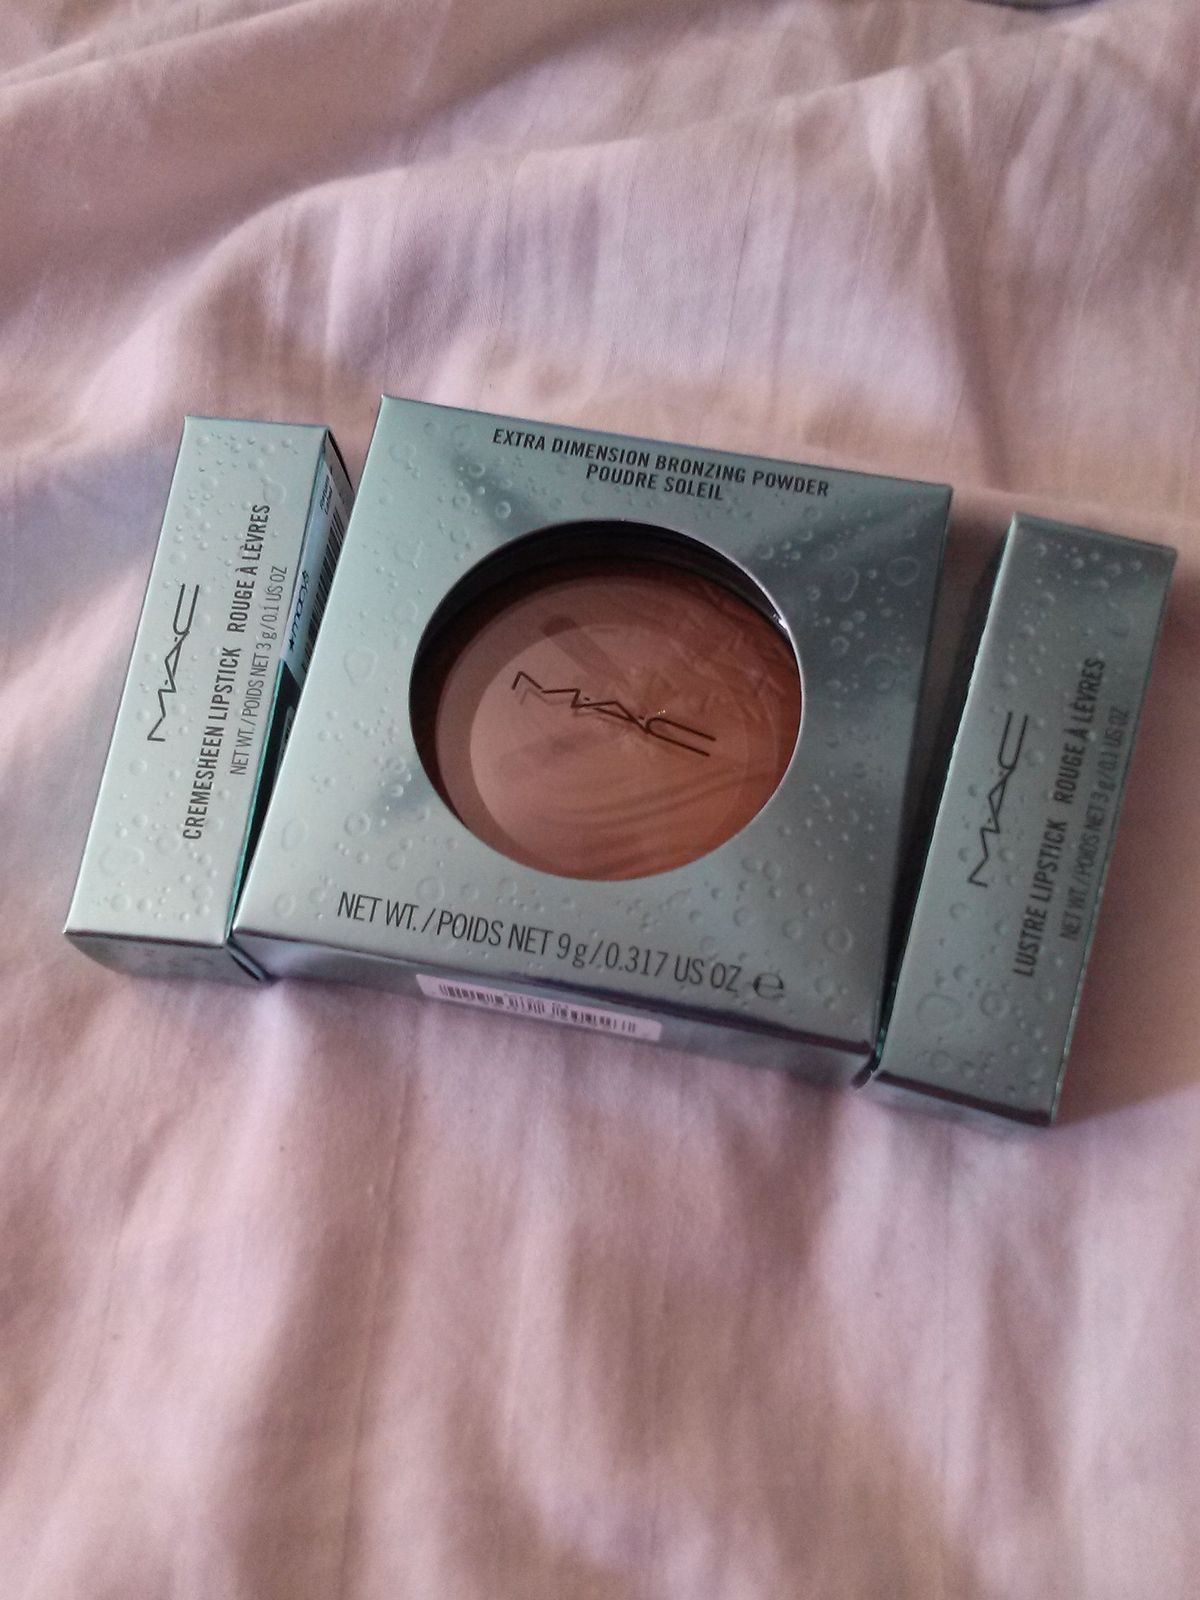 M·A·C
CREMESHEEN LIPSTICK ROUGE À LÈVRES
NET WT. / POIDS NET 3 g / 0.1 US OZ
EXTRA DIMENSION BRONZING POWDER
POUDRE SOLEIL
M·A·C
NET WT. / POIDS NET 9 g / 0.317 US OZ e
M·A·C
LUSTRE LIPSTICK ROUGE À LÈVRES
NET WT. / POIDS NET 3 g / 0.1 US OZ